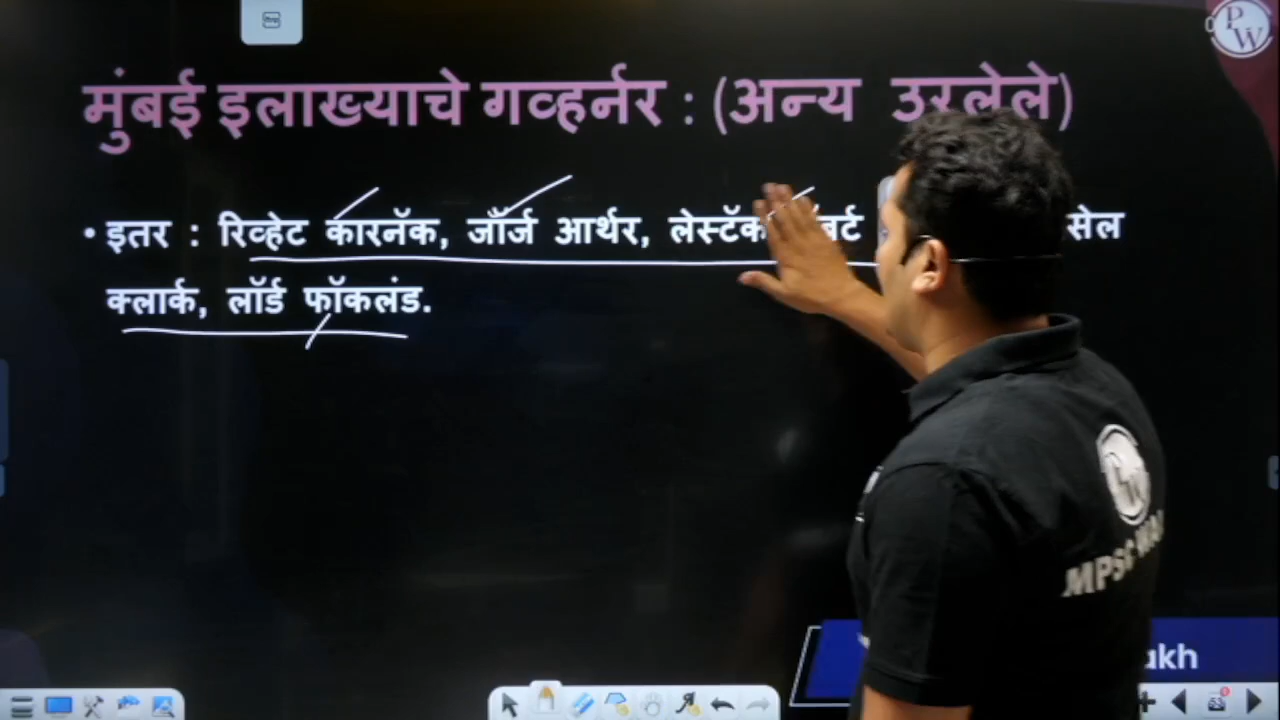 PW
मुंबई इलाख्याचे गव्हर्नर : (अन्य उरलेले)
• इतर : रिव्हेट कारनॅक, जॉर्ज आर्थर, लेस्टॅक
क्लार्क, लॉर्ड फॉकलंड.